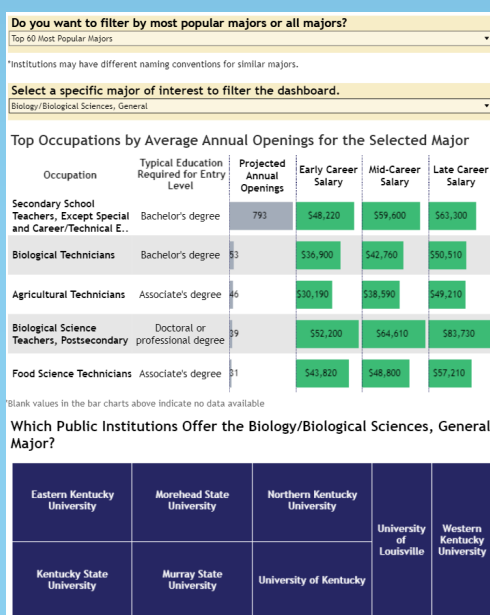 Do you want to filter by most popular majors or all majors?
Top 60 Most Popular Majors
*Institutions may have different naming conventions for similar majors.
Select a specific major of interest to filter the dashboard.
Biology/Biological Sciences, General
Top Occupations by Average Annual Openings for the Selected Major
Occupation
Typical Education
Required for Entry
Level
Projected
Annual
Openings
Early Career
Salary
Mid-Career
Salary
Late Career
Salary
Secondary School
Teachers, Except Special
and Career/Technical E..
Bachelor's degree
793
$48,220
$59,600
$63,300
Biological Technicians
Bachelor's degree
53
$36,900
$42,760
$50,510
Agricultural Technicians
Associate's degree
46
$30,190
$38,590
$49,210
Biological Science
Teachers, Postsecondary
Doctoral or
professional degree
39
$52,200
$64,610
$83,730
Food Science Technicians
Associate's degree
31
$43,820
$48,800
$57,210
*Blank values in the bar charts above indicate no data available
Which Public Institutions Offer the Biology/Biological Sciences, General
Major?
Eastern Kentucky
University
Morehead State
University
Northern Kentucky
University
University
of
Louisville
Western
Kentucky
University
Kentucky State
University
Murray State
University
University of Kentucky